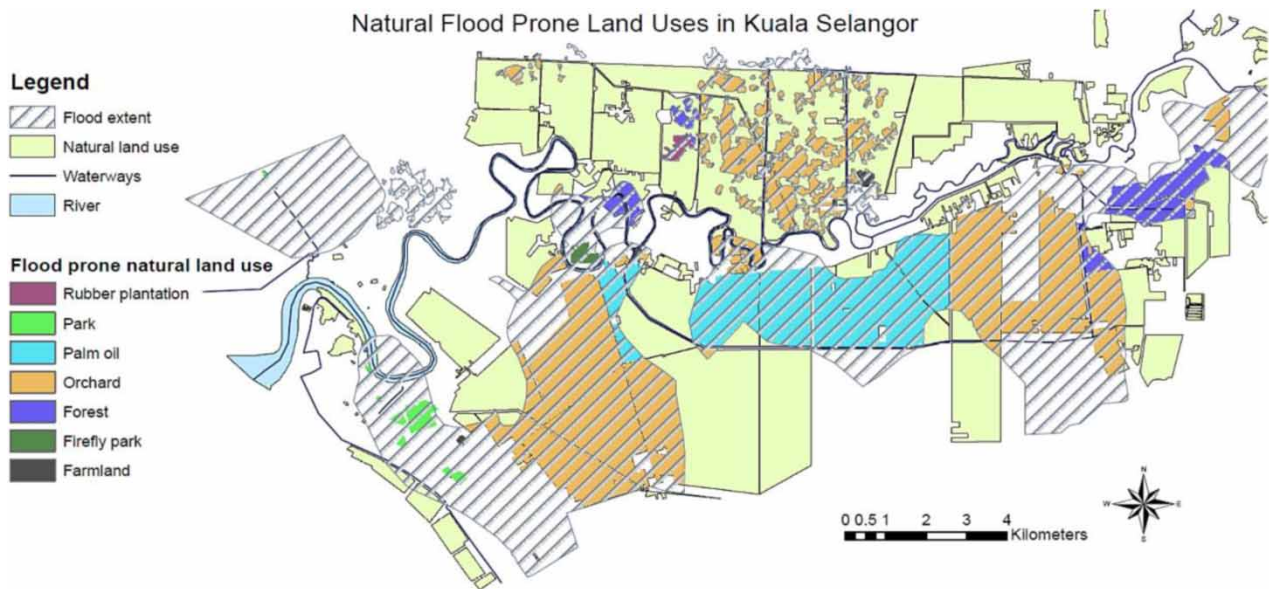 Natural Flood Prone Land Uses in Kuala Selangor
Legend
Flood extent
Natural land use
Waterways
River
Flood prone natural land use
Rubber plantation
Park
Palm oil
Orchard
Forest
Firefly park
Farmland
N
W E
S
0 0.5 1 2 3 4
Kilometers